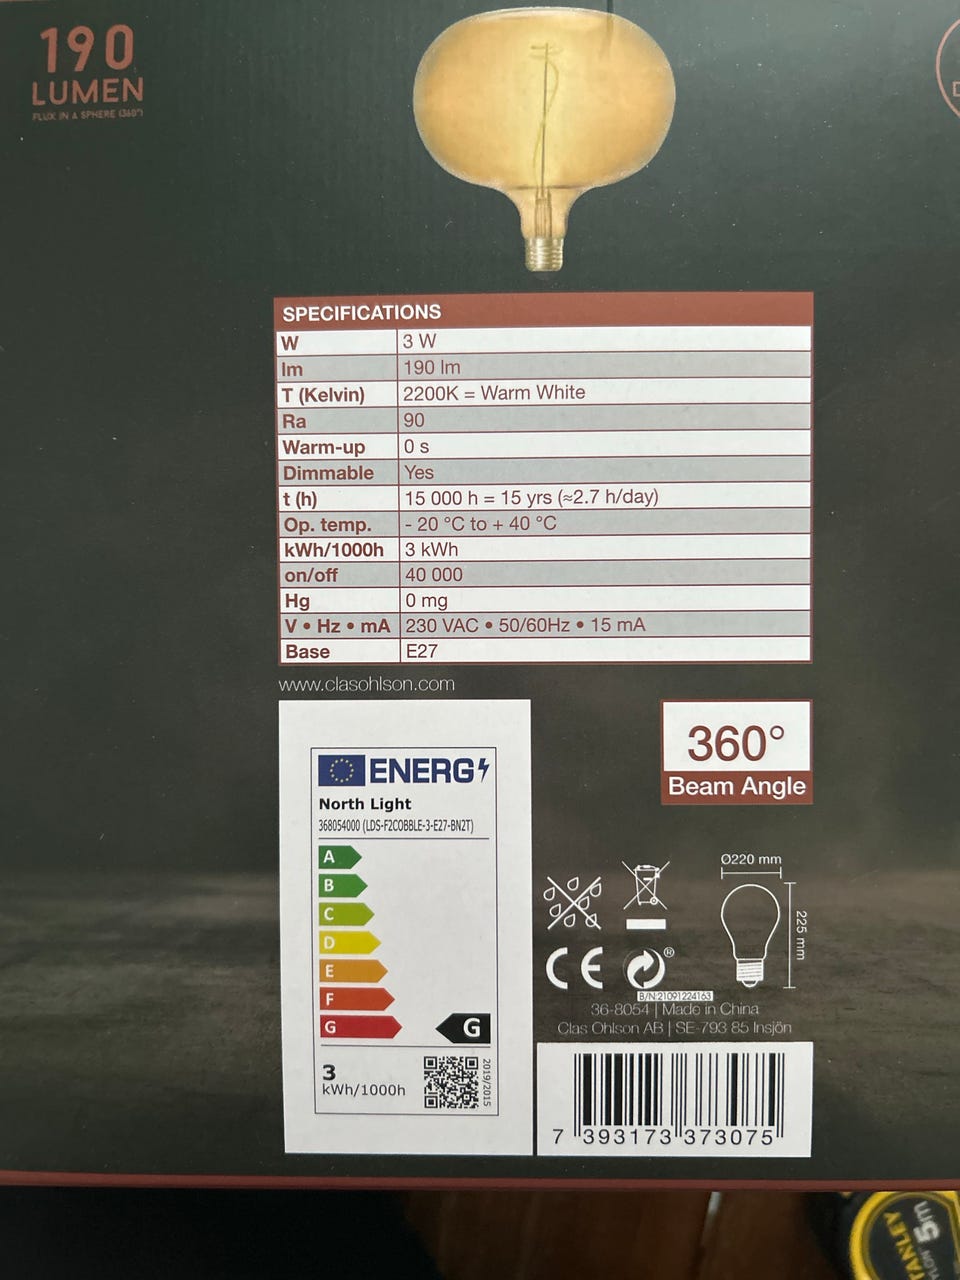 190
LUMEN
FLUX IN A SPHERE (360°)
SPECIFICATIONS
W 3 W
lm 190 lm
T (Kelvin) 2200K = Warm White
Ra 90
Warm-up 0 s
Dimmable Yes
t (h) 15 000 h = 15 yrs (≈2.7 h/day)
Op. temp. - 20 °C to + 40 °C
kWh/1000h 3 kWh
on/off 40 000
Hg 0 mg
V • Hz • mA 230 VAC • 50/60Hz • 15 mA
Base E27
www.clasohlson.com
ENERG
North Light
368054000 (LDS-F2COBBLE-3-E27-BN2T)
A
B
C
D
E
F
G
G
3
kWh/1000h
2019/2015
360°
Beam Angle
Ø220 mm
225 mm
CE
®
B/N:21091224163
36-8054 | Made in China
Clas Ohlson AB | SE-793 85 Insjön
7 393173 373075
STANLEY
5m